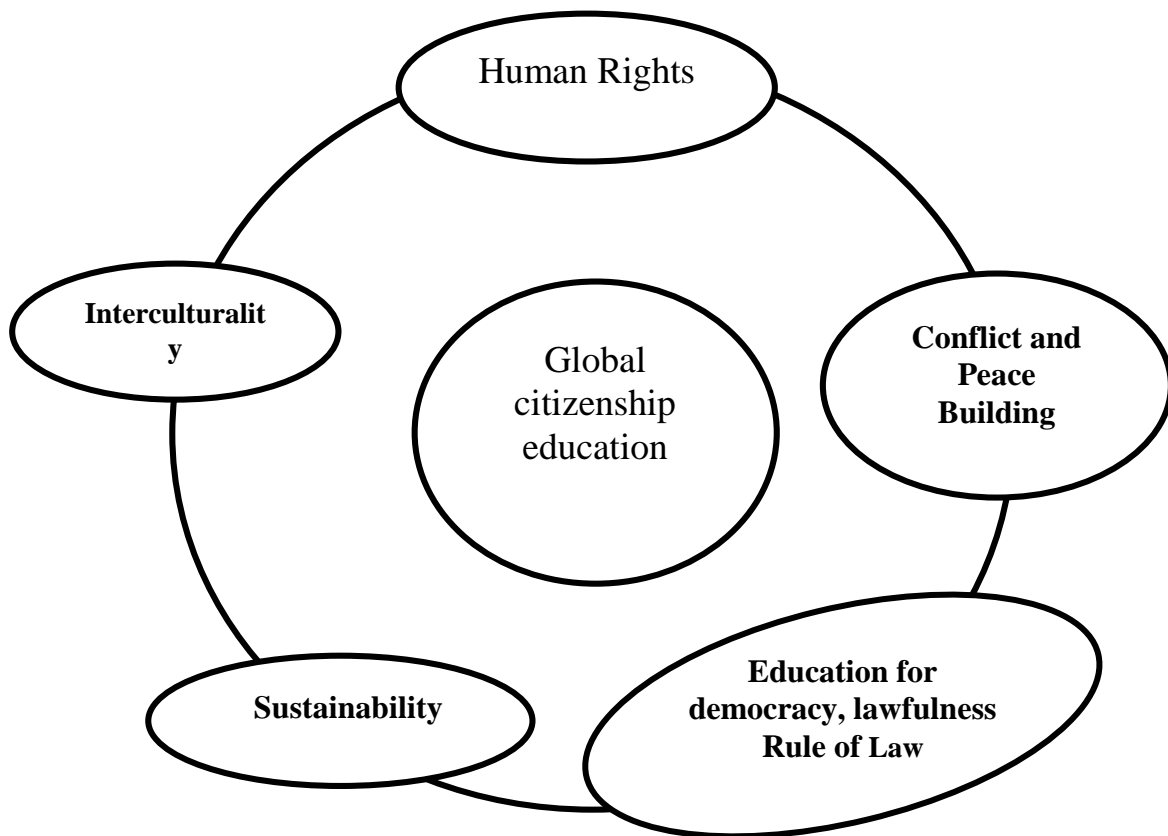 Human Rights
Interculturalit
y
Conflict and
Peace
Building
Global
citizenship
education
Sustainability
Education for
democracy, lawfulness
Rule of Law